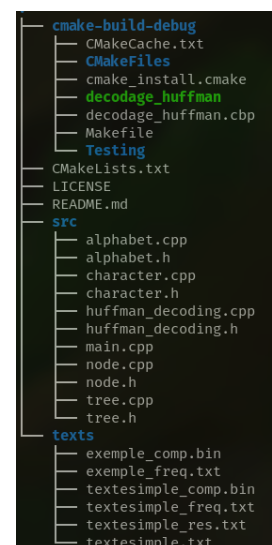 cmake-build-debug
CMakeCache.txt
CMakeFiles
cmake_install.cmake
decodage_huffman
decodage_huffman.cbp
Makefile
Testing
CMakeLists.txt
LICENSE
README.md
src
alphabet.cpp
alphabet.h
character.cpp
character.h
huffman_decoding.cpp
huffman_decoding.h
main.cpp
node.cpp
node.h
tree.cpp
tree.h
texts
exemple_comp.bin
exemple_freq.txt
textesimple_comp.bin
textesimple_freq.txt
textesimple_res.txt
textesimple.txt